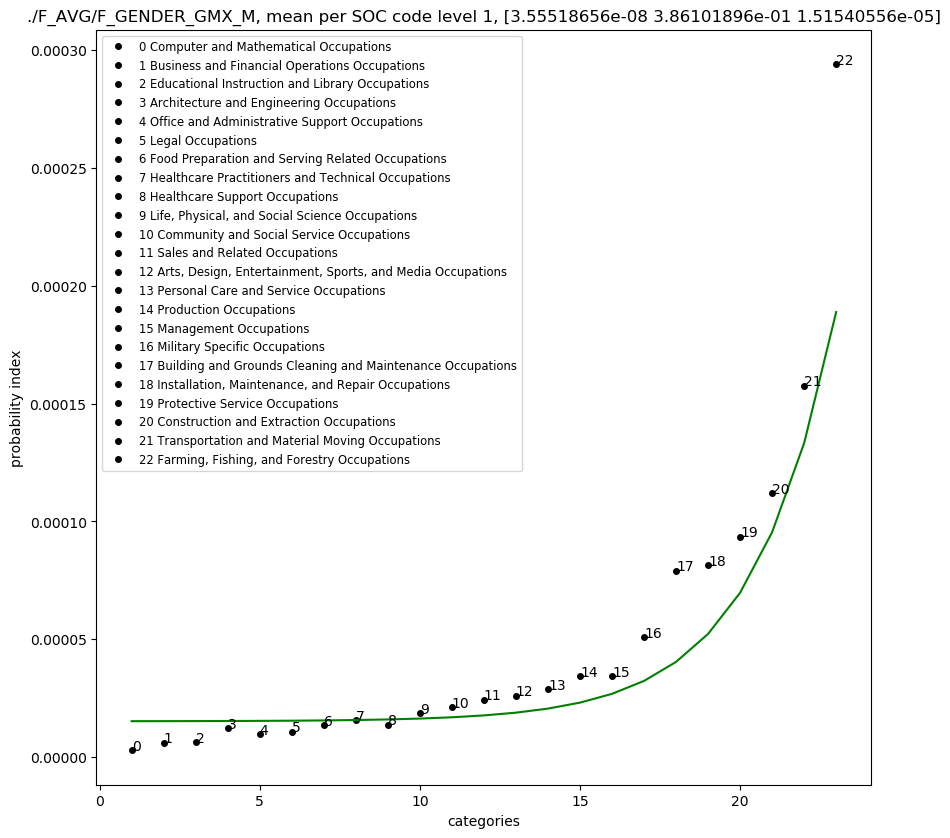 ./F_AVG/F_GENDER_GMX_M, mean per SOC code level 1, [3.55518656e-08 3.86101896e-01 1.51540556e-05]
0 Computer and Mathematical Occupations
1 Business and Financial Operations Occupations
2 Educational Instruction and Library Occupations
3 Architecture and Engineering Occupations
4 Office and Administrative Support Occupations
5 Legal Occupations
6 Food Preparation and Serving Related Occupations
7 Healthcare Practitioners and Technical Occupations
8 Healthcare Support Occupations
9 Life, Physical, and Social Science Occupations
10 Community and Social Service Occupations
11 Sales and Related Occupations
12 Arts, Design, Entertainment, Sports, and Media Occupations
13 Personal Care and Service Occupations
14 Production Occupations
15 Management Occupations
16 Military Specific Occupations
17 Building and Grounds Cleaning and Maintenance Occupations
18 Installation, Maintenance, and Repair Occupations
19 Protective Service Occupations
20 Construction and Extraction Occupations
21 Transportation and Material Moving Occupations
22 Farming, Fishing, and Forestry Occupations
0.00030
0.00025
0.00020
0.00015
0.00010
0.00005
0.00000
probability index
0
1
2
3
4
5
6
7
8
9
10
11
12
13
14
15
16
17
18
19
20
21
22
0
5
10
15
20
categories